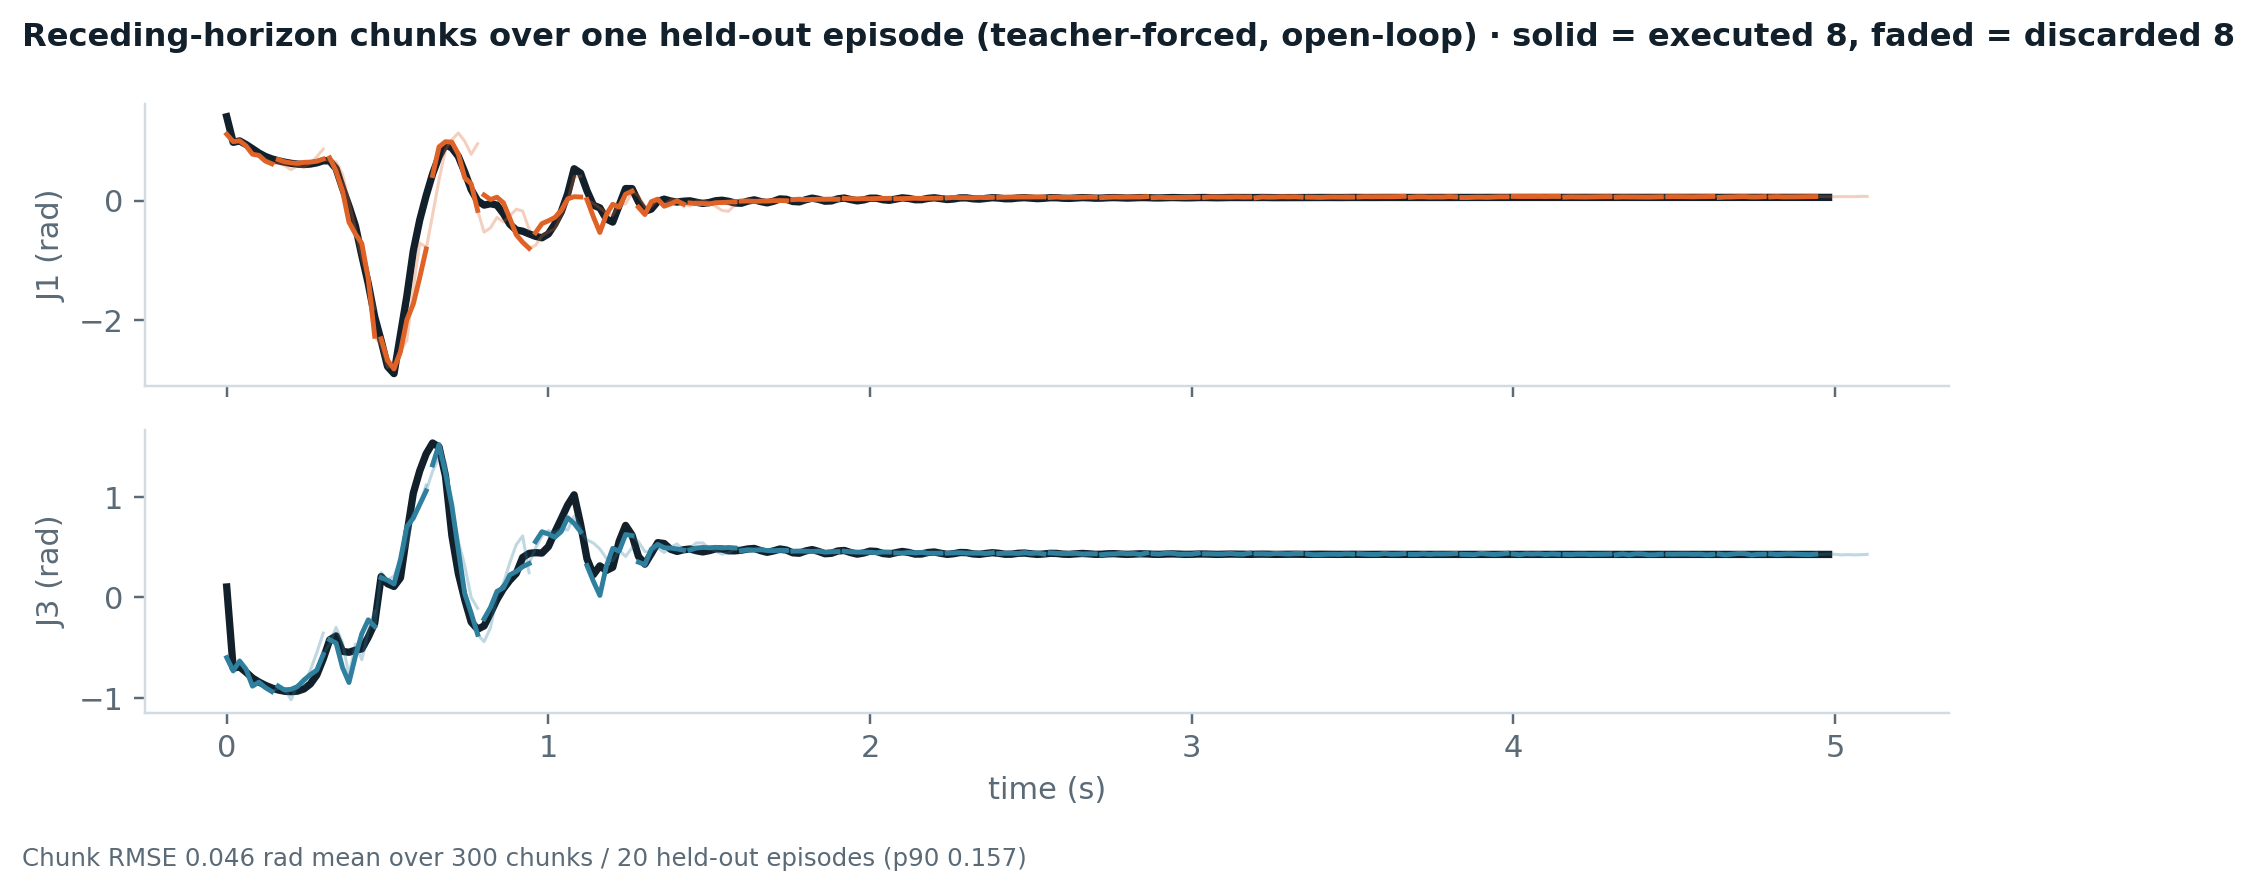 Receding-horizon chunks over one held-out episode (teacher-forced, open-loop) · solid = executed 8, faded = discarded 8
J1 (rad)
0
−2
J3 (rad)
1
0
−1
0 1 2 3 4 5
time (s)
Chunk RMSE 0.046 rad mean over 300 chunks / 20 held-out episodes (p90 0.157)